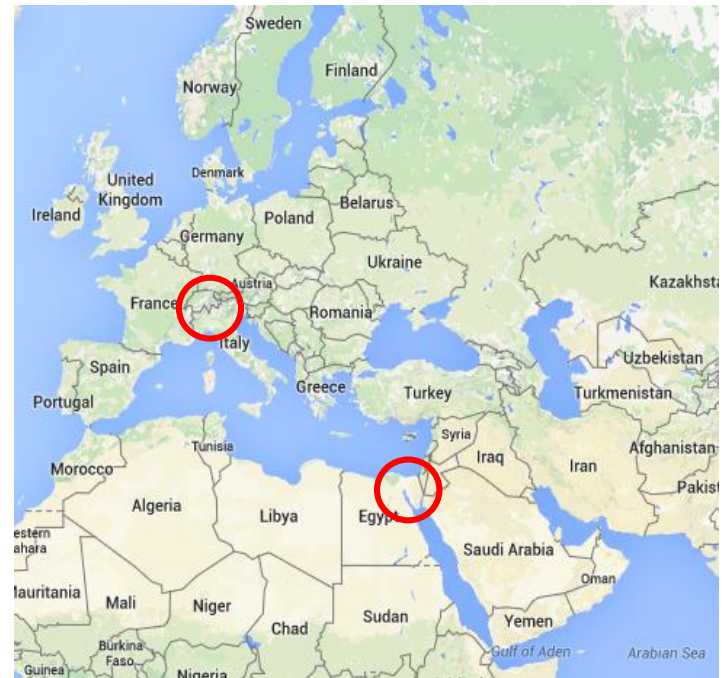 Sweden
Finland
Norway
Denmark
United
Kingdom
Ireland
Belarus
Poland
Germany
Ukraine
Austria
France
Kazakhsta
Romania
Italy
Uzbekistan
Spain
Greece
Turkey
Turkmenistan
Portugal
Syria
Tunisia
Afghanistan
Morocco
Iraq
Iran
Pakist
Algeria
Libya
Egypt
estern
ahara
Saudi Arabia
Oman
Mauritania
Mali
Niger
Chad
Sudan
Yemen
Burkina
Faso
Gulf of Aden
Arabian Sea
Guinea
Nigeria